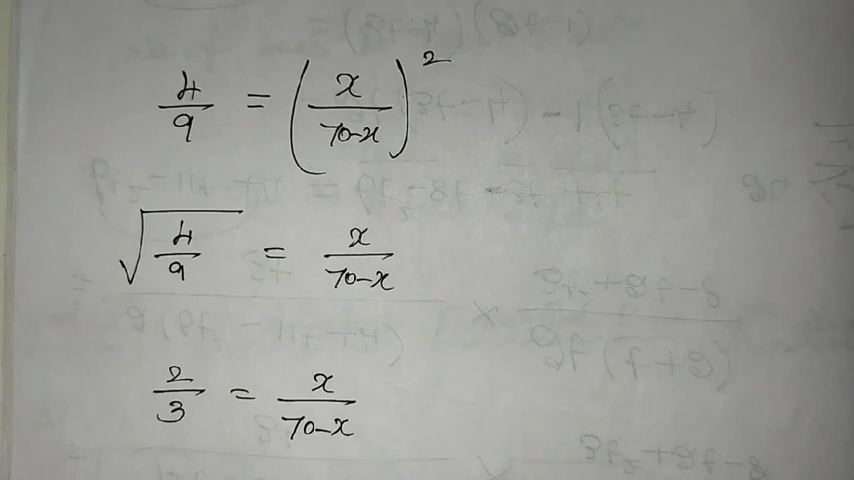 4/9 = (x/70-x)^2
√4/9 = x/70-x
2/3 = x/70-x